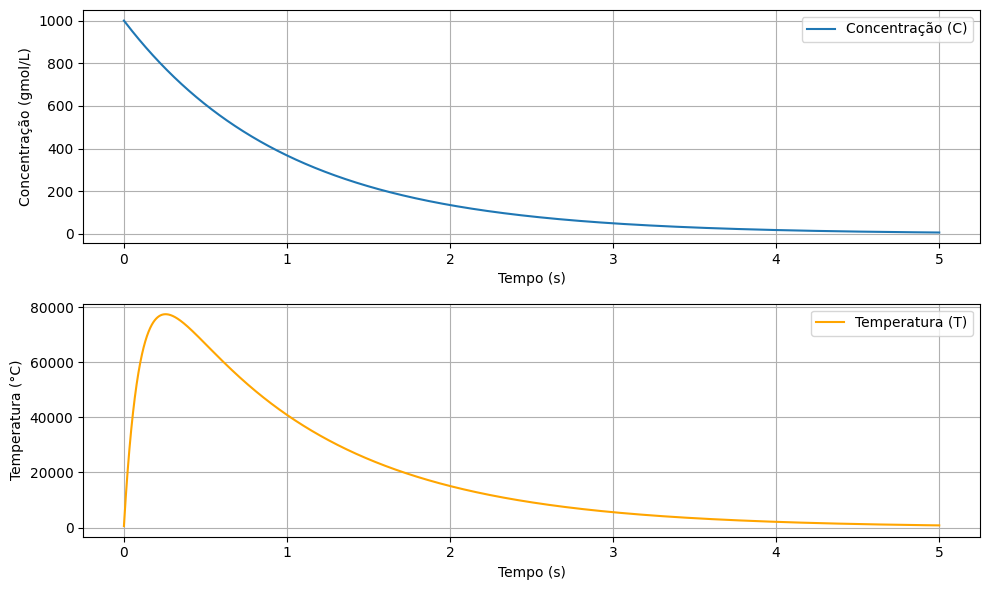 1000
800
600
400
200
0
Concentração (gmol/L)
Concentração (C)
0 1 2 3 4 5
Tempo (s)
80000
60000
40000
20000
0
Temperatura (°C)
Temperatura (T)
0 1 2 3 4 5
Tempo (s)